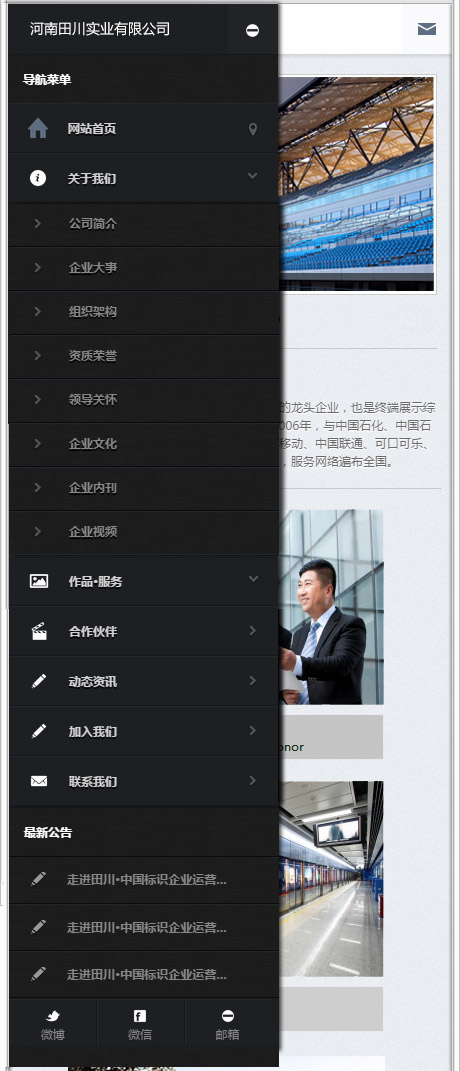 河南田川实业有限公司
导航菜单
网站首页
关于我们
公司简介
企业大事
组织架构
资质荣誉
领导关怀
企业文化
企业内刊
企业视频
作品•服务
合作伙伴
动态资讯
加入我们
联系我们
最新公告
走进田川•中国标识企业运营...
走进田川•中国标识企业运营...
走进田川•中国标识企业运营...
微博
微信
邮箱
的龙头企业，也是终端展示综
006年，与中国石化、中国石
移动、中国联通、可口可乐、
，服务网络遍布全国。
onor